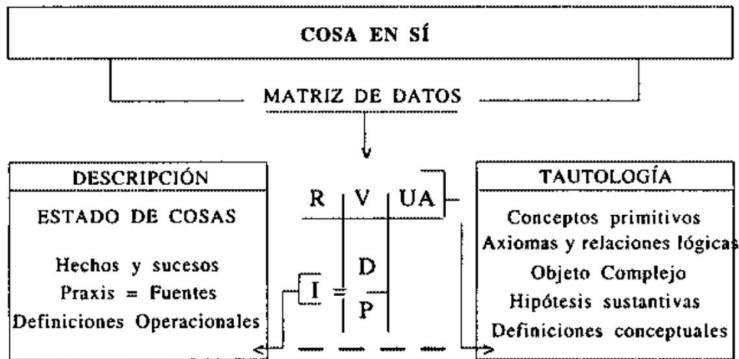 COSA EN SÍ
MATRIZ DE DATOS
DESCRIPCIÓN
ESTADO DE COSAS
Hechos y sucesos
Praxis = Fuentes
Definiciones Operacionales
R V UA
I = D
P
TAUTOLOGÍA
Conceptos primitivos
Axiomas y relaciones lógicas
Objeto Complejo
Hipótesis sustantivas
Definiciones conceptuales